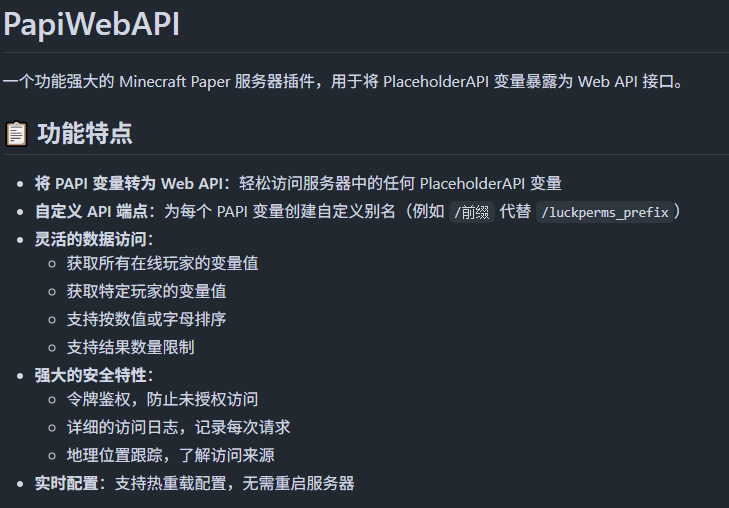 PapiWebAPI
一个功能强大的 Minecraft Paper 服务器插件，用于将 PlaceholderAPI 变量暴露为 Web API 接口。
📋 功能特点
• 将 PAPI 变量转为 Web API：轻松访问服务器中的任何 PlaceholderAPI 变量
• 自定义 API 端点：为每个 PAPI 变量创建自定义别名（例如 /前缀 代替 /luckperms_prefix）
• 灵活的数据访问：
◦ 获取所有在线玩家的变量值
◦ 获取特定玩家的变量值
◦ 支持按数值或字母排序
◦ 支持结果数量限制
• 强大的安全特性：
◦ 令牌鉴权，防止未授权访问
◦ 详细的访问日志，记录每次请求
◦ 地理位置跟踪，了解访问来源
• 实时配置：支持热重载配置，无需重启服务器